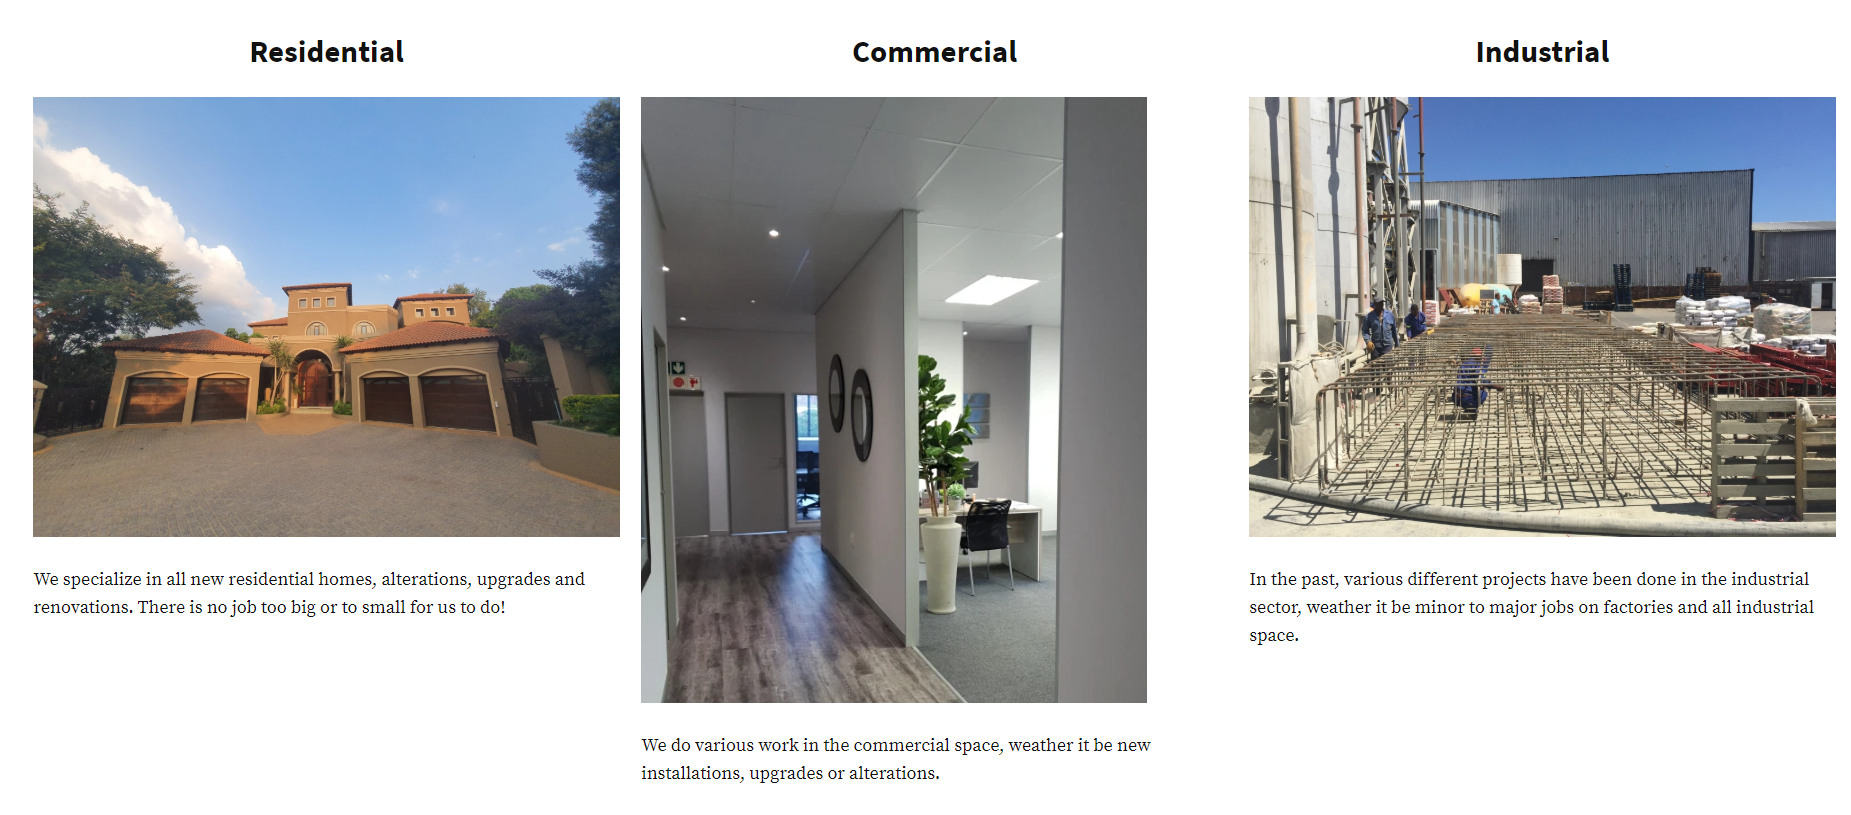 Residential
We specialize in all new residential homes, alterations, upgrades and
renovations. There is no job too big or to small for us to do!
Commercial
We do various work in the commercial space, weather it be new
installations, upgrades or alterations.
Industrial
In the past, various different projects have been done in the industrial
sector, weather it be minor to major jobs on factories and all industrial
space.